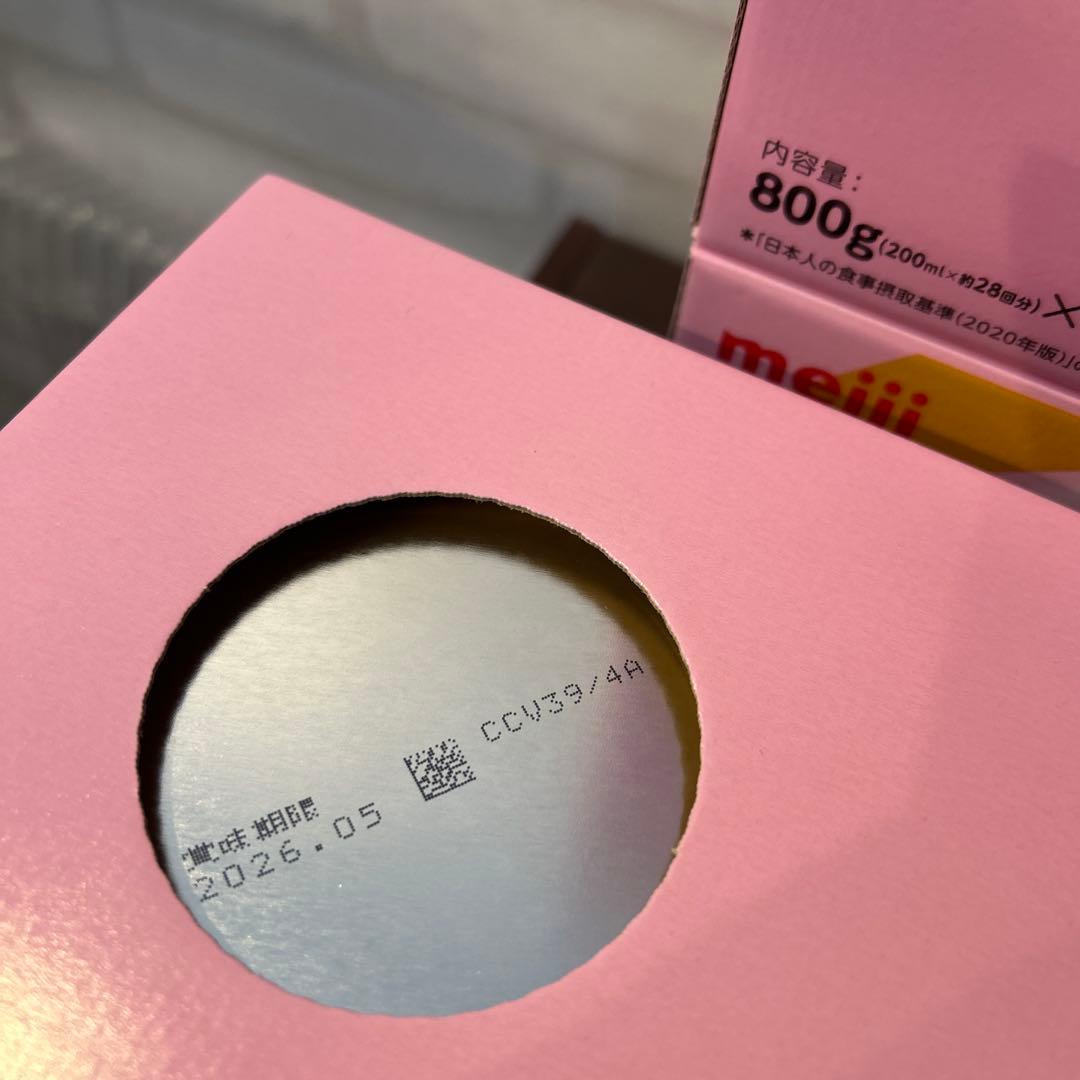 内容量:
800g(200ml×約28回分)×
*「日本人の食事摂取基準(2020年版)」の
meiji
CCV39/4A
賞味期限
2026.05